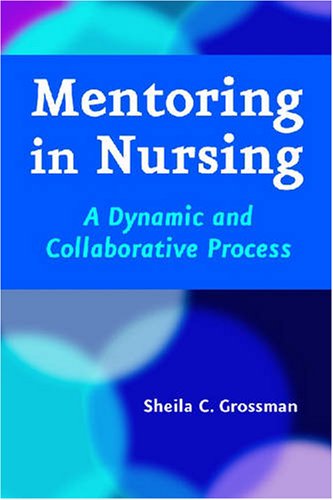 Mentoring
in Nursing
A Dynamic and
Collaborative Process
Sheila C. Grossman